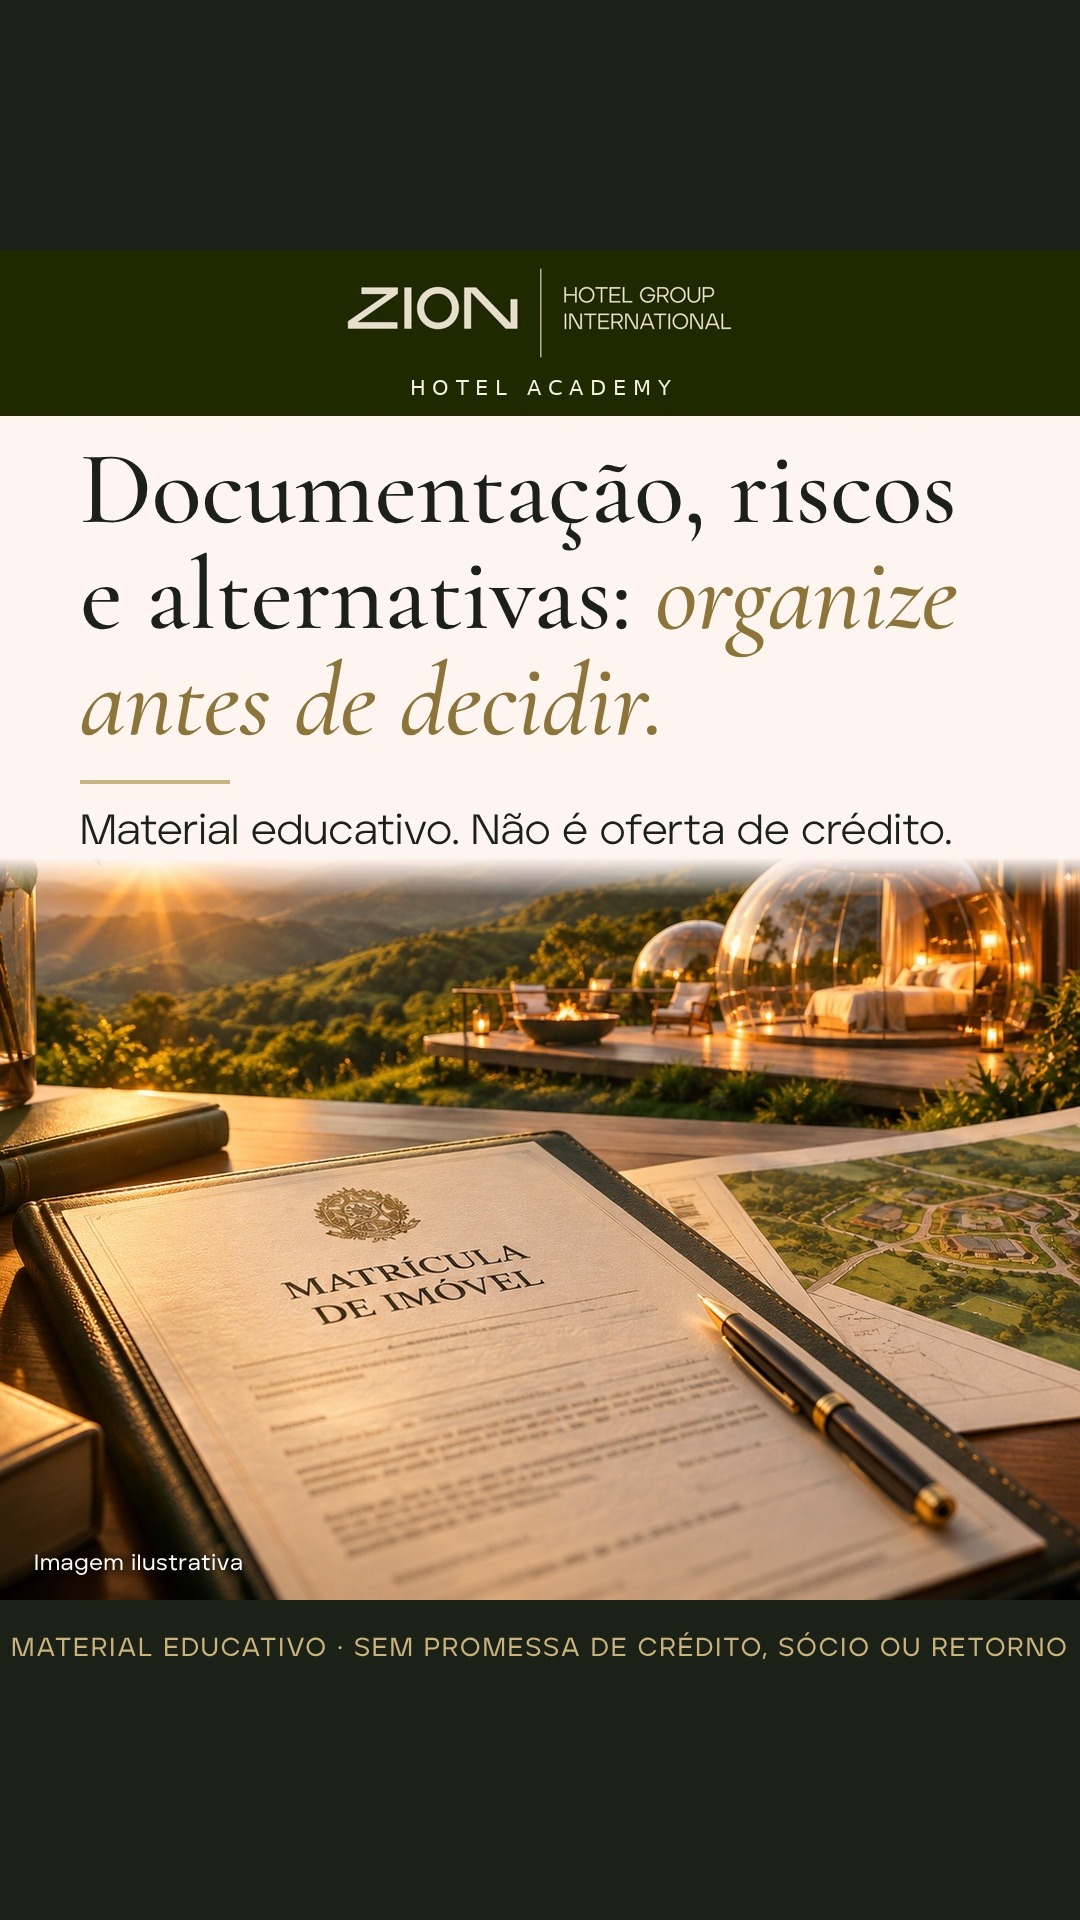 ZION
HOTEL GROUP
INTERNATIONAL
HOTEL ACADEMY
Documentação, riscos
e alternativas: organize
antes de decidir.
Material educativo. Não é oferta de crédito.
MATRÍCULA
DE IMÓVEL
Imagem ilustrativa
MATERIAL EDUCATIVO · SEM PROMESSA DE CRÉDITO, SÓCIO OU RETORNO